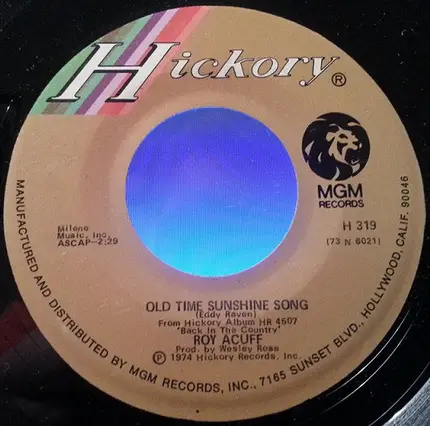 Hickory®
MGM
RECORDS
Milene
Music, Inc.
ASCAP-2:29
H 319
(73 N 6021)
OLD TIME SUNSHINE SONG
(Eddy Raven)
From Hickory Album HR 4507
'Back In The Country'
ROY ACUFF
Prod. by Wesley Rose
Ⓟ 1974 Hickory Records, Inc.
MANUFACTURED AND DISTRIBUTED BY MGM RECORDS, INC., 7165 SUNSET BLVD., HOLLYWOOD, CALIF. 90046